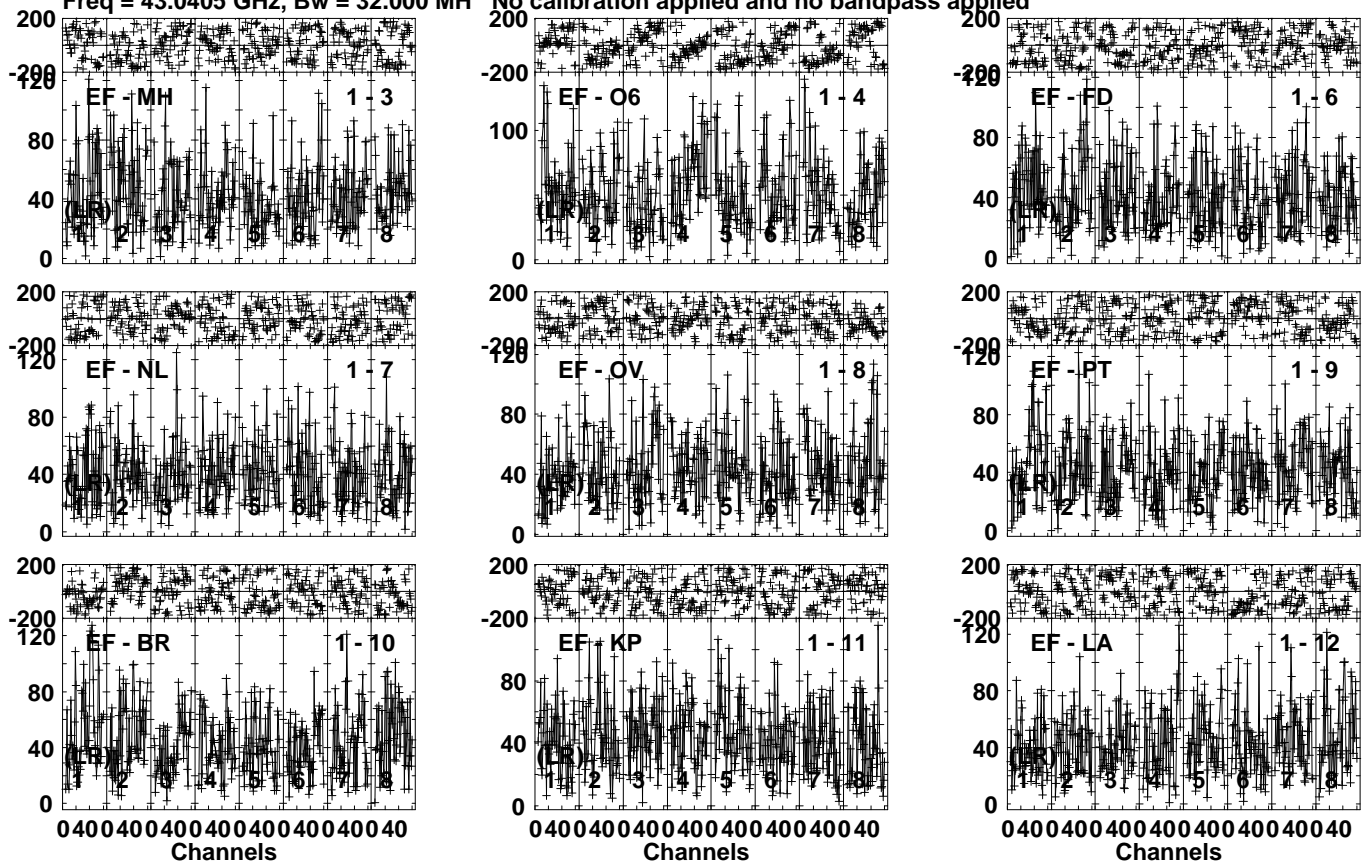 Freq = 43.0405 GHz, Bw = 32.000 MH No calibration applied and no bandpass applied
200 200 200
-200 -200 -200
120 120
EF - MH 1 - 3 EF - O6 1 - 4 EF - FD 1 - 6
100
80 80
40 40
(LR) (LR) (LR)
1 2 3 4 5 6 7 8 1 2 3 4 5 6 7 8 1 2 3 4 5 6 7 8
0 0 0
200 200 200
-200 -200 -200
120 120 120
EF - NL 1 - 7 EF - OV 1 - 8 EF - PT 1 - 9
80 80 80
40 40 40
(LR) (LR) (LR)
1 2 3 4 5 6 7 8 1 2 3 4 5 6 7 8 1 2 3 4 5 6 7 8
0 0 0
200 200 200
-200 -200
120 120
EF - BR 1 - 10 EF - KP 1 - 11 EF - LA 1 - 12
80 80 80
40 40 40
(LR) (LR) (LR)
1 2 3 4 5 6 7 8 1 2 3 4 5 6 7 8 1 2 3 4 5 6 7 8
0 0 0
0 40 0 40 0 40 0 40 0 40 0 40 0 40 40 0 40 0 40 0 40 0 40 0 40 0 40 0 40 40 0 40 0 40 0 40 0 40 0 40 0 40 0 40 40
Channels Channels Channels